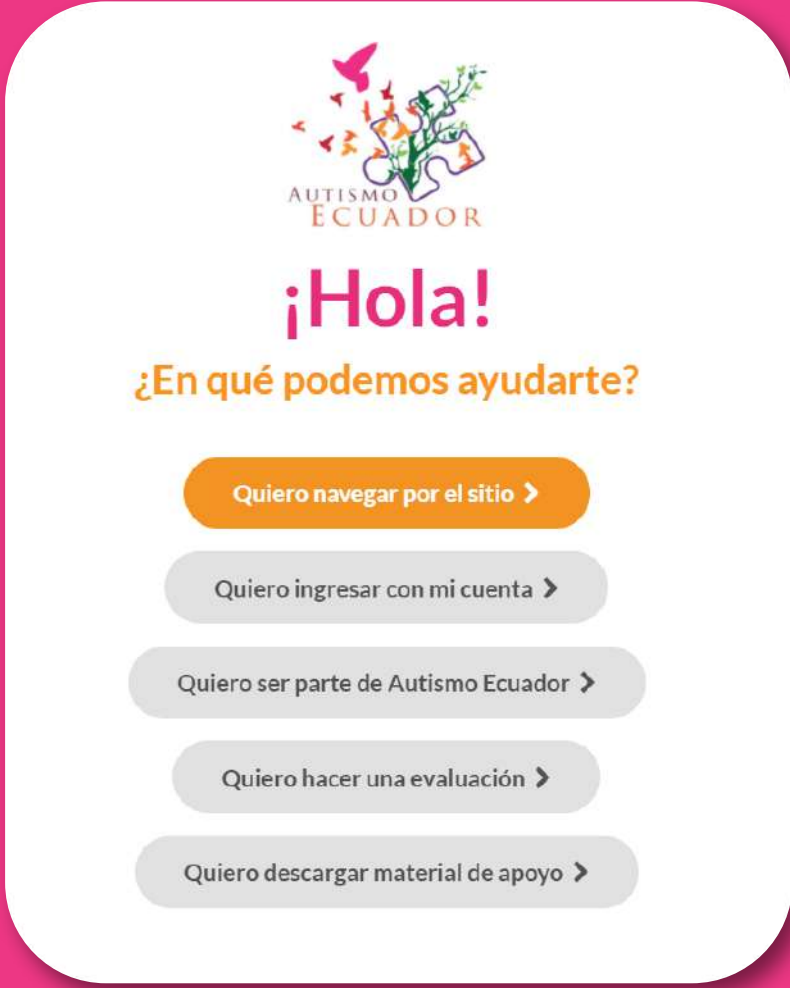 AUTISMO
ECUADOR
¡Hola!
¿En qué podemos ayudarte?
Quiero navegar por el sitio
Quiero ingresar con mi cuenta
Quiero ser parte de Autismo Ecuador
Quiero hacer una evaluación
Quiero descargar material de apoyo